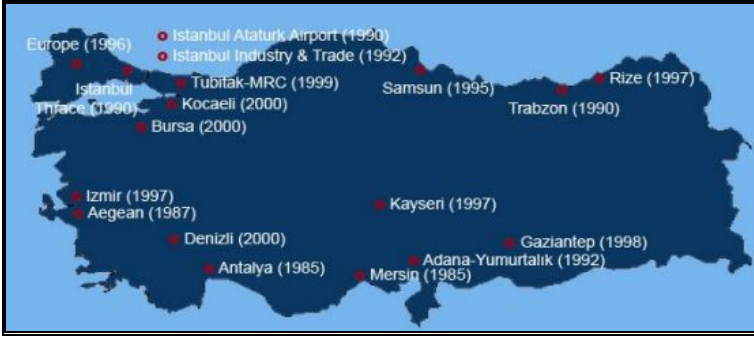 Istanbul Ataturk Airport (1990)
Europe (1996)
Istanbul Industry & Trade (1992)
Tubitak-MRC (1999)
Istanbul
Thrace (1990)
Kocaeli (2000)
Bursa (2000)
Samsun (1995)
Rize (1997)
Trabzon (1990)
Izmir (1997)
Aegean (1987)
Kayseri (1997)
Denizli (2000)
Gaziantep (1998)
Antalya (1985)
Adana-Yumurtalık (1992)
Mersin (1985)